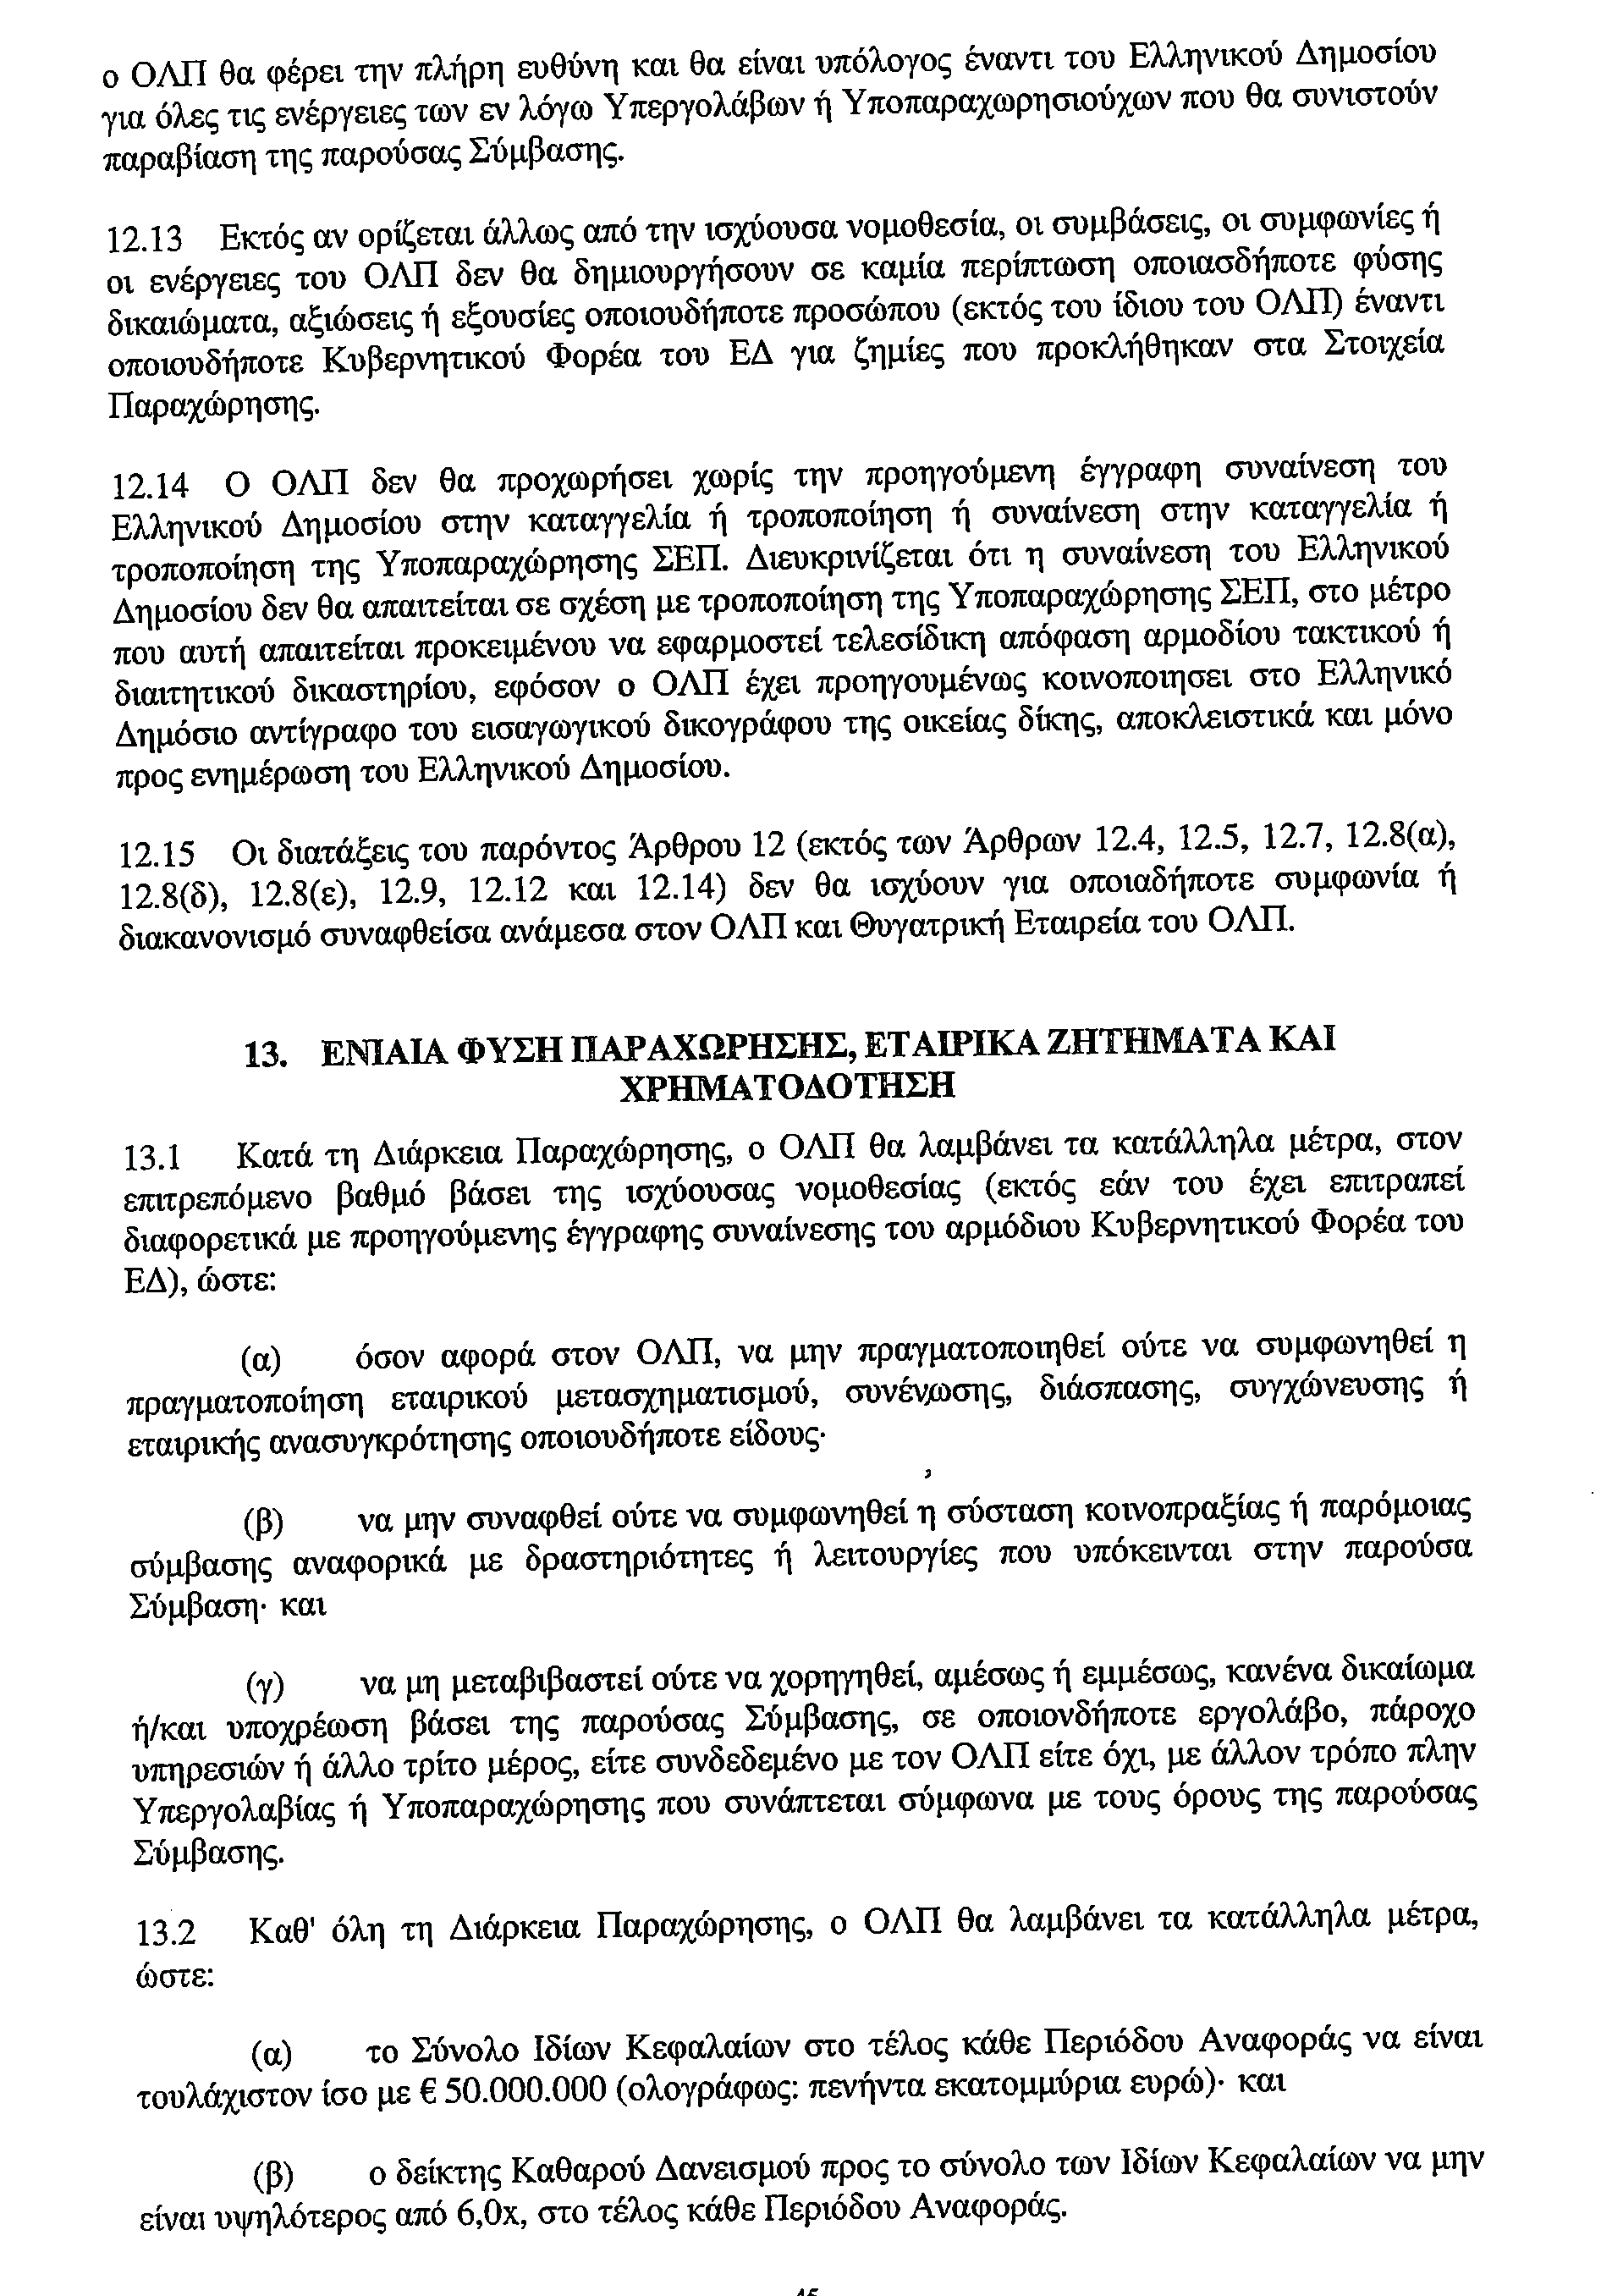 ο ΟΛΠ θα φέρει την πλήρη ευθύνη και θα είναι υπόλογος έναντι του Ελληνικού Δημοσίου
για όλες τις ενέργειες των εν λόγω Υπεργολάβων ή Υποπαραχωρησιούχων που θα συνιστούν
παραβίαση της παρούσας Σύμβασης.
12.13 Εκτός αν ορίζεται άλλως από την ισχύουσα νομοθεσία, οι συμβάσεις, οι συμφωνίες ή
οι ενέργειες του ΟΛΠ δεν θα δημιουργήσουν σε καμία περίπτωση οποιασδήποτε φύσης
δικαιώματα, αξιώσεις ή εξουσίες οποιουδήποτε προσώπου (εκτός του ίδιου του ΟΛΠ) έναντι
οποιουδήποτε Κυβερνητικού Φορέα του ΕΔ για ζημίες που προκλήθηκαν στα Στοιχεία
Παραχώρησης.
12.14 Ο ΟΛΠ δεν θα προχωρήσει χωρίς την προηγούμενη έγγραφη συναίνεση του
Ελληνικού Δημοσίου στην καταγγελία ή τροποποίηση ή συναίνεση στην καταγγελία ή
τροποποίηση της Υποπαραχώρησης ΣΕΠ. Διευκρινίζεται ότι η συναίνεση του Ελληνικού
Δημοσίου δεν θα απαιτείται σε σχέση με τροποποίηση της Υποπαραχώρησης ΣΕΠ, στο μέτρο
που αυτή απαιτείται προκειμένου να εφαρμοστεί τελεσίδικη απόφαση αρμοδίου τακτικού ή
διαιτητικού δικαστηρίου, εφόσον ο ΟΛΠ έχει προηγουμένως κοινοποιησει στο Ελληνικό
Δημόσιο αντίγραφο του εισαγωγικού δικογράφου της οικείας δίκης, αποκλειστικά και μόνο
προς ενημέρωση του Ελληνικού Δημοσίου.
12.15 Οι διατάξεις του παρόντος Άρθρου 12 (εκτός των Άρθρων 12.4, 12.5, 12.7, 12.8(α),
12.8(δ), 12.8(ε), 12.9, 12.12 και 12.14) δεν θα ισχύουν για οποιαδήποτε συμφωνία ή
διακανονισμό συναφθείσα ανάμεσα στον ΟΛΠ και Θυγατρική Εταιρεία του ΟΛΠ.
13. ΕΝΙΑΙΑ ΦΥΣΗ ΠΑΡΑΧΩΡΗΣΗΣ, ΕΤΑΙΡΙΚΑ ΖΗΤΗΜΑΤΑ ΚΑΙ
ΧΡΗΜΑΤΟΔΟΤΗΣΗ
13.1 Κατά τη Διάρκεια Παραχώρησης, ο ΟΛΠ θα λαμβάνει τα κατάλληλα μέτρα, στον
επιτρεπόμενο βαθμό βάσει της ισχύουσας νομοθεσίας (εκτός εάν του έχει επιτραπεί
διαφορετικά με προηγούμενης έγγραφης συναίνεσης του αρμόδιου Κυβερνητικού Φορέα του
ΕΔ), ώστε:
(α) όσον αφορά στον ΟΛΠ, να μην πραγματοποιηθεί ούτε να συμφωνηθεί η
πραγματοποίηση εταιρικού μετασχηματισμού, συνένωσης, διάσπασης, συγχώνευσης ή
εταιρικής ανασυγκρότησης οποιουδήποτε είδους·
(β) να μην συναφθεί ούτε να συμφωνηθεί η σύσταση κοινοπραξίας ή παρόμοιας
σύμβασης αναφορικά με δραστηριότητες ή λειτουργίες που υπόκεινται στην παρούσα
Σύμβαση· και
(γ) να μη μεταβιβαστεί ούτε να χορηγηθεί, αμέσως ή εμμέσως, κανένα δικαίωμα
ή/και υποχρέωση βάσει της παρούσας Σύμβασης, σε οποιονδήποτε εργολάβο, πάροχο
υπηρεσιών ή άλλο τρίτο μέρος, είτε συνδεδεμένο με τον ΟΛΠ είτε όχι, με άλλον τρόπο πλην
Υπεργολαβίας ή Υποπαραχώρησης που συνάπτεται σύμφωνα με τους όρους της παρούσας
Σύμβασης.
13.2 Καθ' όλη τη Διάρκεια Παραχώρησης, ο ΟΛΠ θα λαμβάνει τα κατάλληλα μέτρα,
ώστε:
(α) το Σύνολο Ιδίων Κεφαλαίων στο τέλος κάθε Περιόδου Αναφοράς να είναι
τουλάχιστον ίσο με € 50.000.000 (ολογράφως: πενήντα εκατομμύρια ευρώ)· και
(β) ο δείκτης Καθαρού Δανεισμού προς το σύνολο των Ιδίων Κεφαλαίων να μην
είναι υψηλότερος από 6,0x, στο τέλος κάθε Περιόδου Αναφοράς.